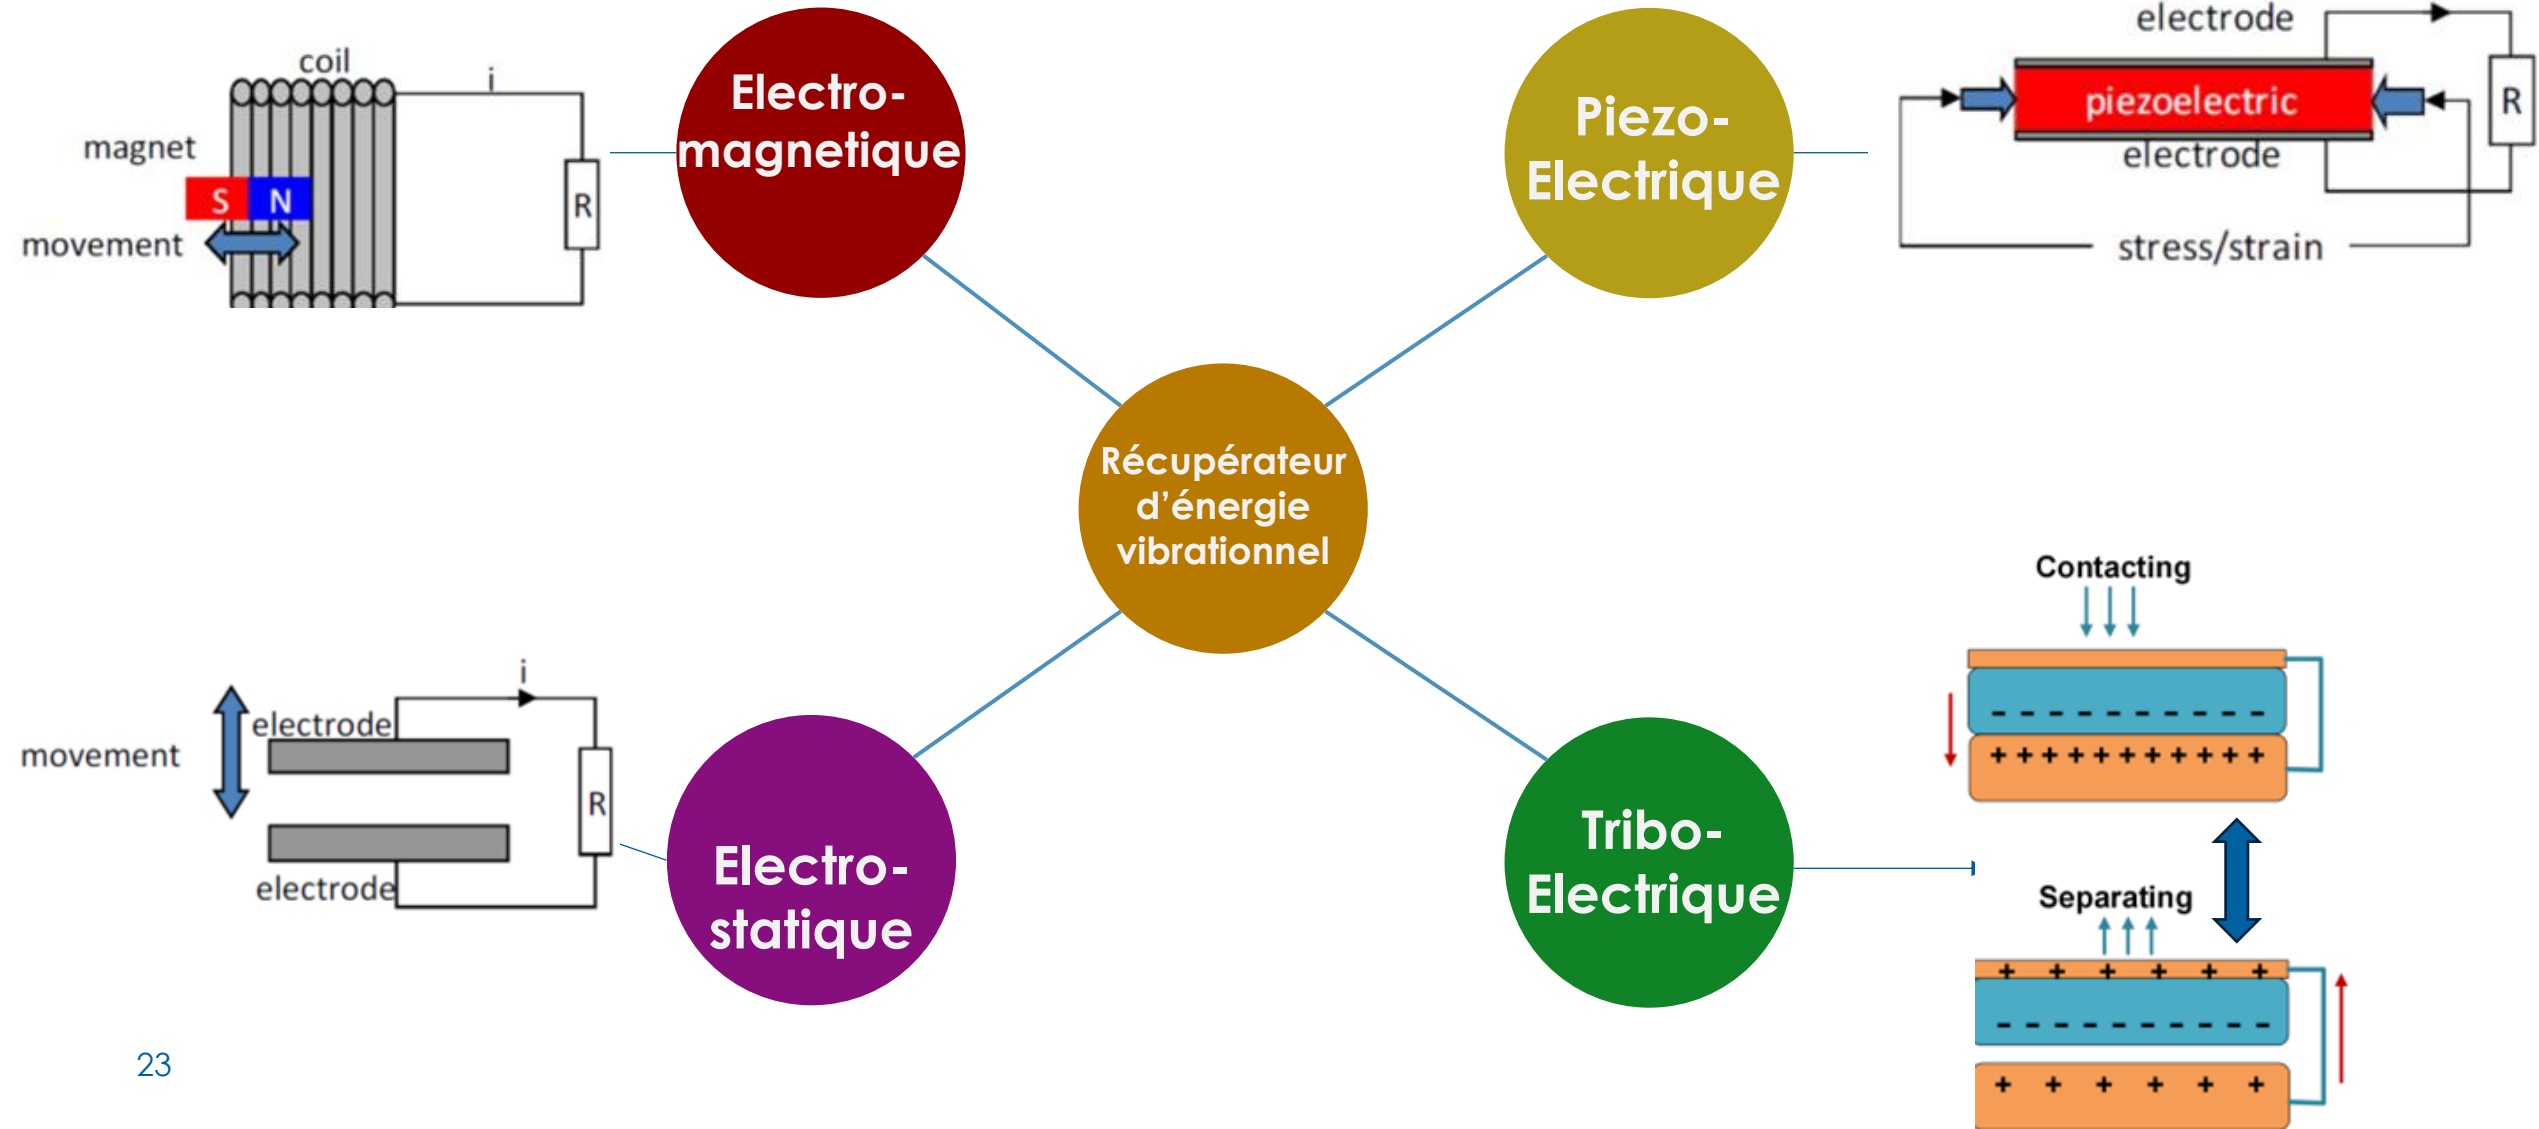 coil
i
magnet
S N
movement
R
Electro-
magnetique
Piezo-
Electrique
electrode
piezoelectric
R
electrode
stress/strain
Récupérateur
d’énergie
vibrationnel
i
electrode
movement
R
electrode
Electro-
statique
Tribo-
Electrique
Contacting
- - - - - - - - - - -
+ + + + + + + + + + +
Separating
+ + + + + +
- - - - - - - - - -
+ + + + + +
23